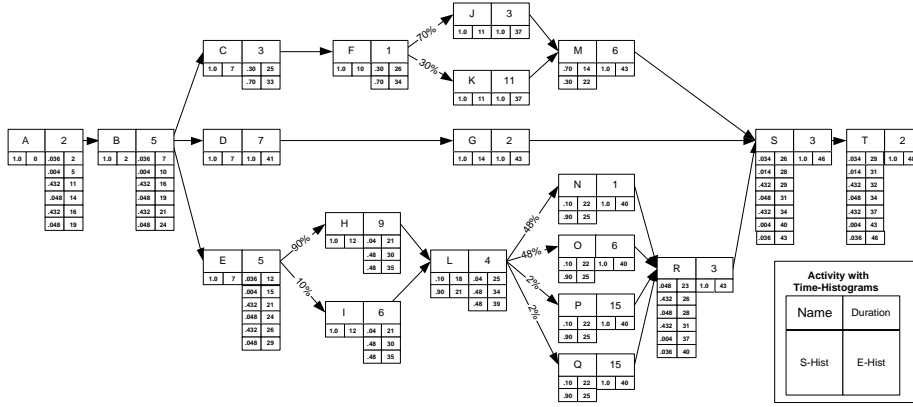 J 3
1.0 11 1.0 37
70%
C 3
1.0 7 .30 25
.70 33
F 1
1.0 10 .30 26
.70 34
M 6
.70 14 1.0 43
.30 22
30%
K 11
1.0 11 1.0 37
A 2
1.0 0 .036 2
.004 5
.432 11
.048 14
.432 16
.048 19
B 5
1.0 2 .036 7
.004 10
.432 16
.048 19
.432 21
.048 24
D 7
1.0 7 1.0 41
G 2
1.0 14 1.0 43
S 3
.034 26 1.0 46
.014 28
.432 29
.048 31
.432 34
.004 40
.036 43
T 2
.034 29 1.0 48
.014 31
.432 32
.048 34
.432 37
.004 43
.036 46
E 5
1.0 7 .036 12
.004 15
.432 21
.048 24
.432 26
.048 29
90%
10%
H 9
1.0 12 .04 21
.48 30
.48 35
I 6
1.0 12 .04 21
.48 30
.48 35
L 4
.10 18 .04 25
.90 21 .48 34
.48 39
48%
48%
2%
2%
N 1
.10 22 1.0 40
.90 25
O 6
.10 22 1.0 40
.90 25
P 15
.10 22 1.0 40
.90 25
Q 15
.10 22 1.0 40
.90 25
R 3
.048 23 1.0 43
.432 26
.048 28
.432 31
.004 37
.036 40
Activity with
Time-Histograms
Name Duration
S-Hist E-Hist